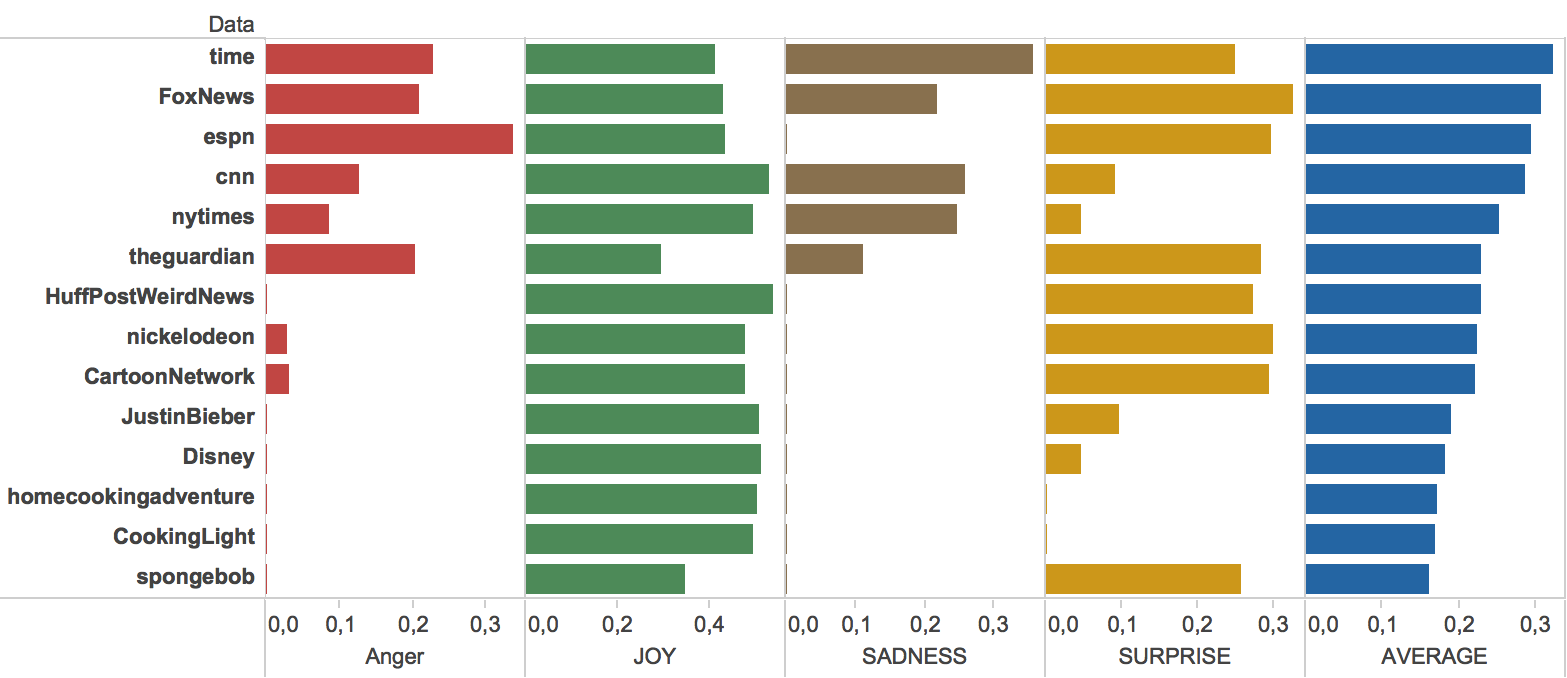 Data
time
FoxNews
espn
cnn
nytimes
theguardian
HuffPostWeirdNews
nickelodeon
CartoonNetwork
JustinBieber
Disney
homecookingadventure
CookingLight
spongebob
0,0 0,1 0,2 0,3 0,0 0,2 0,4 0,0 0,1 0,2 0,3 0,0 0,1 0,2 0,3 0,0 0,1 0,2 0,3
Anger JOY SADNESS SURPRISE AVERAGE